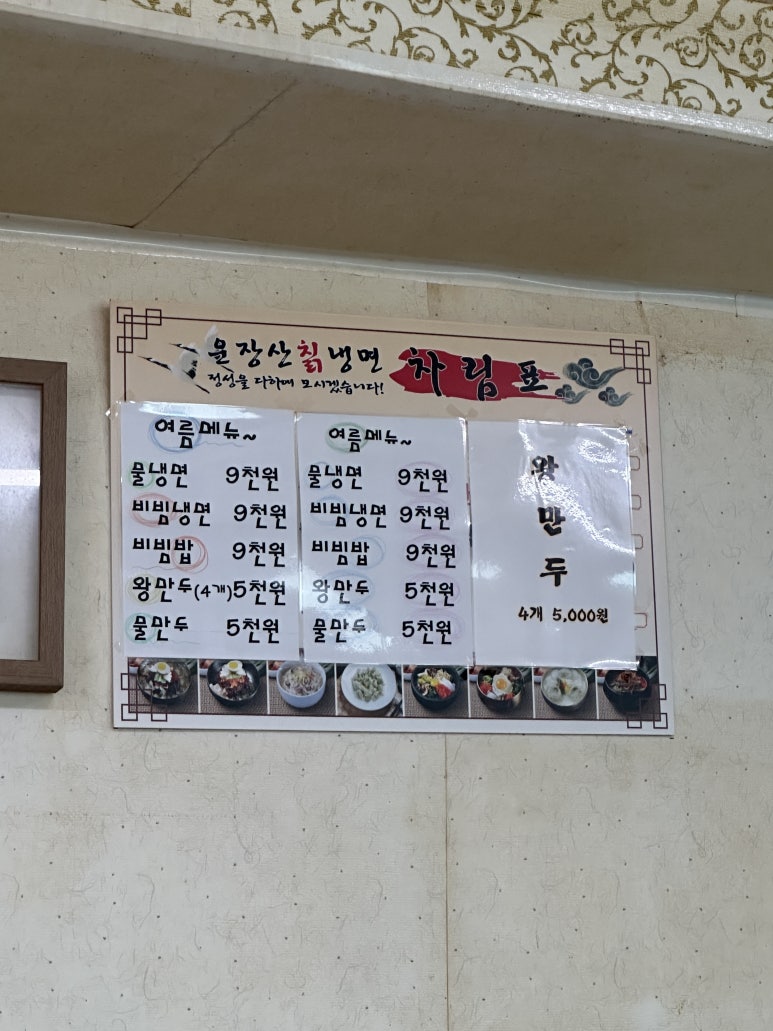 운장산칡냉면 차림표
정성을 다하여 모시겠습니다!
여름메뉴~
물냉면 9천원
비빔냉면 9천원
비빔밥 9천원
왕만두(4개)5천원
물만두 5천원
여름메뉴~
물냉면 9천원
비빔냉면 9천원
비빔밥 9천원
왕만두 5천원
물만두 5천원
왕
만
두
4개 5,000원